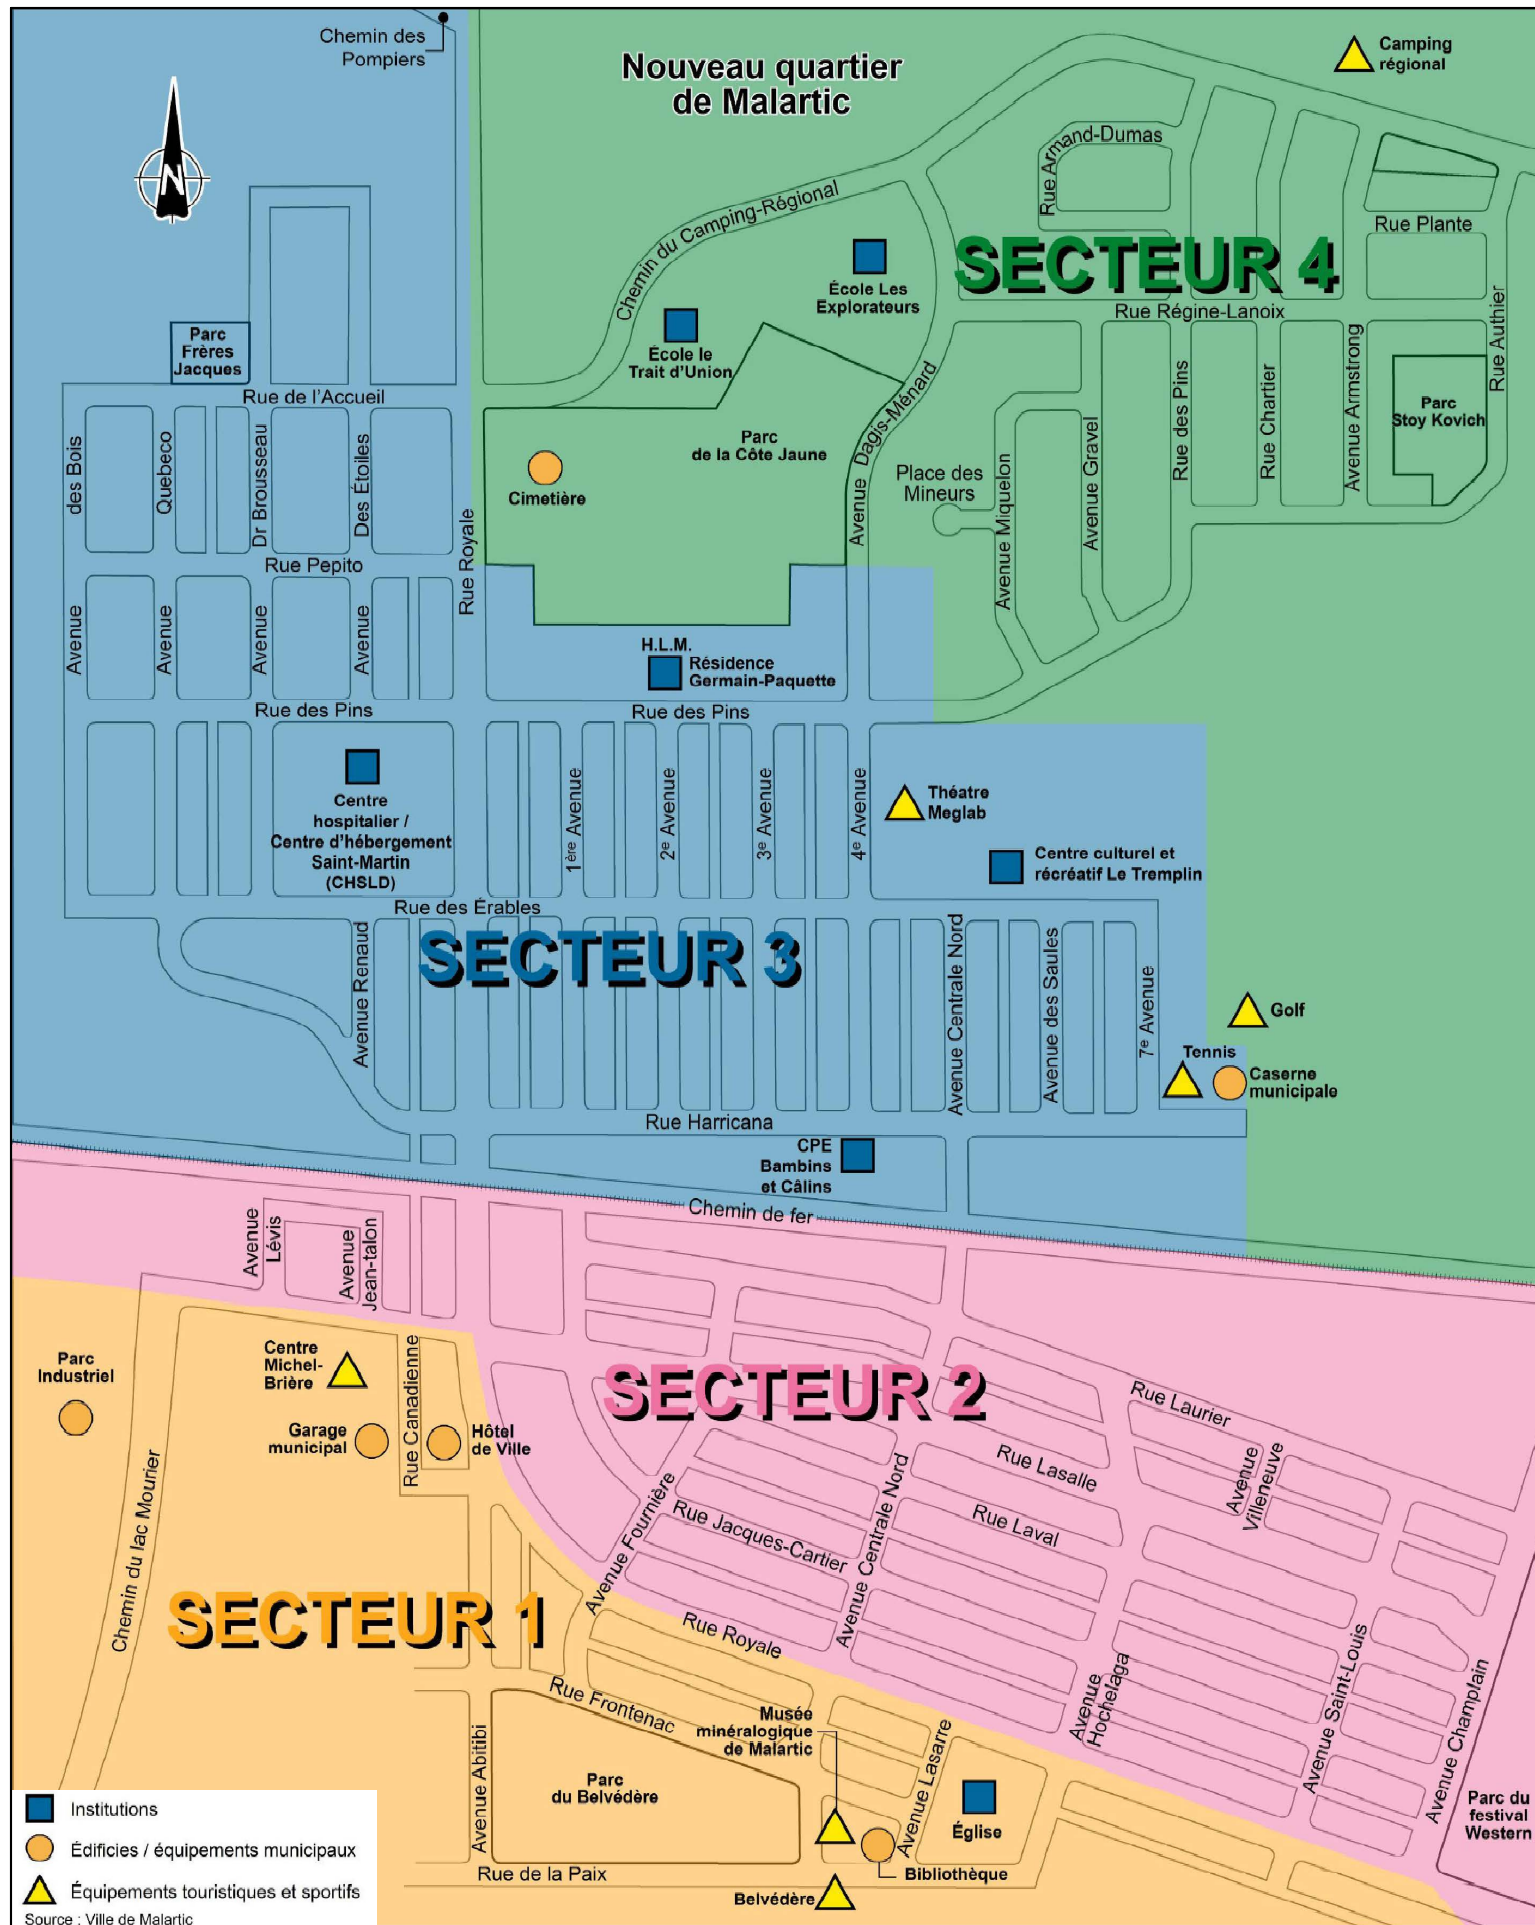 Chemin des
Pompiers
Nouveau quartier
de Malartic
Camping
régional
N
Rue Armand-Dumas
Rue Plante
Chemin du Camping-Régional
SECTEUR 4
École Les
Explorateurs
Rue Régine-Lanoix
Rue Authier
École le
Trait d'Union
Parc
Frères
Jacques
Rue de l'Accueil
Avenue des Bois
Avenue Quebeco
Avenue Dr Brousseau
Avenue Des Étoiles
Rue Royale
Cimetière
Parc
de la Côte Jaune
Avenue Dagis-Ménard
Place des
Mineurs
Avenue Miquelon
Avenue Gravel
Rue des Pins
Rue Chartier
Avenue Armstrong
Parc
Stoy Kovich
Rue Pepito
H.L.M.
Résidence
Germain-Paquette
Rue des Pins
Rue des Pins
Centre
hospitalier /
Centre d'hébergement
Saint-Martin
(CHSLD)
1ère Avenue
2e Avenue
3e Avenue
4e Avenue
Théatre
Meglab
Centre culturel et
récréatif Le Tremplin
Rue des Érables
SECTEUR 3
Avenue Renaud
Avenue Centrale Nord
Avenue des Saules
7e Avenue
Golf
Tennis
Caserne
municipale
Rue Harricana
CPE
Bambins
et Câlins
Chemin de fer
Avenue
Lévis
Avenue
Jean-talon
Parc
Industriel
Centre
Michel-
Brière
Garage
municipal
Rue Canadienne
Hôtel
de Ville
SECTEUR 2
Rue Laurier
Rue Lasalle
Avenue
Villeneuve
Rue Laval
Rue Jacques-Cartier
Avenue Fournière
Avenue Centrale Nord
Chemin du lac Mourier
SECTEUR 1
Rue Royale
Avenue
Hochelaga
Avenue Saint-Louis
Avenue Champlain
Rue Frontenac
Musée
minéralogique
de Malartic
Avenue Lasarre
Avenue Abitibi
Parc
du Belvédère
Église
Parc du
festival
Western
Bibliothèque
Rue de la Paix
Belvédère
Institutions
Édificies / équipements municipaux
Équipements touristiques et sportifs
Source : Ville de Malartic